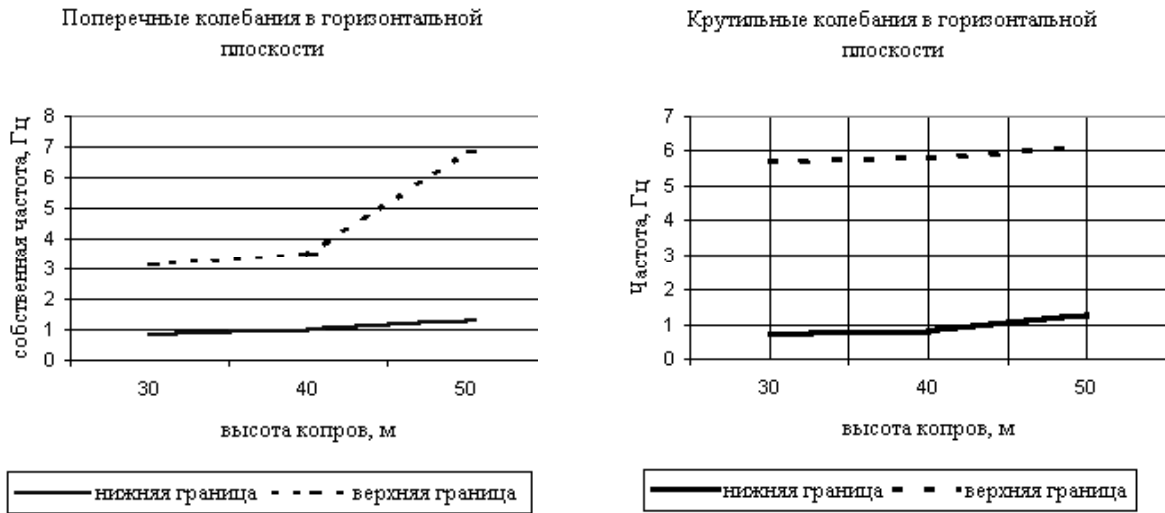 Поперечные колебания в горизонтальной
плоскости
собственная частота, Гц
8
7
6
5
4
3
2
1
0
30 40 50
высота копров, м
нижняя граница верхняя граница
Крутильные колебания в горизонтальной
плоскости
Частота, Гц
7
6
5
4
3
2
1
0
30 40 50
высота копров, м
нижняя граница верхняя граница